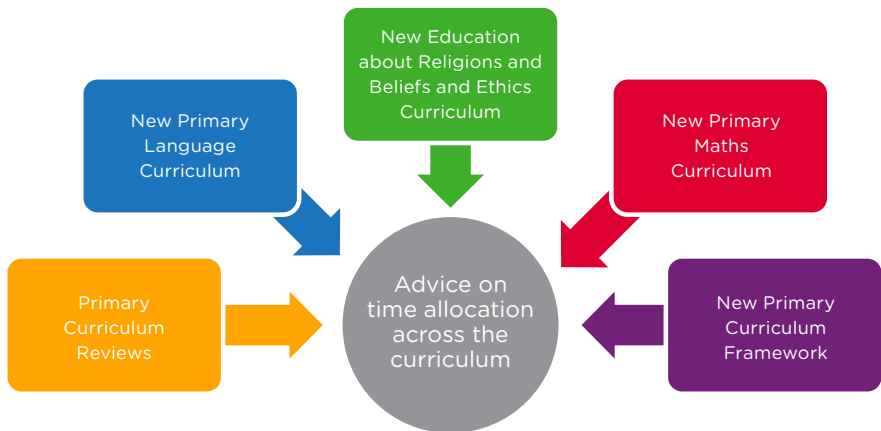 New Education
about Religions and
Beliefs and Ethics
Curriculum
New Primary
Language
Curriculum
New Primary
Maths
Curriculum
Primary
Curriculum
Reviews
Advice on
time allocation
across the
curriculum
New Primary
Curriculum
Framework